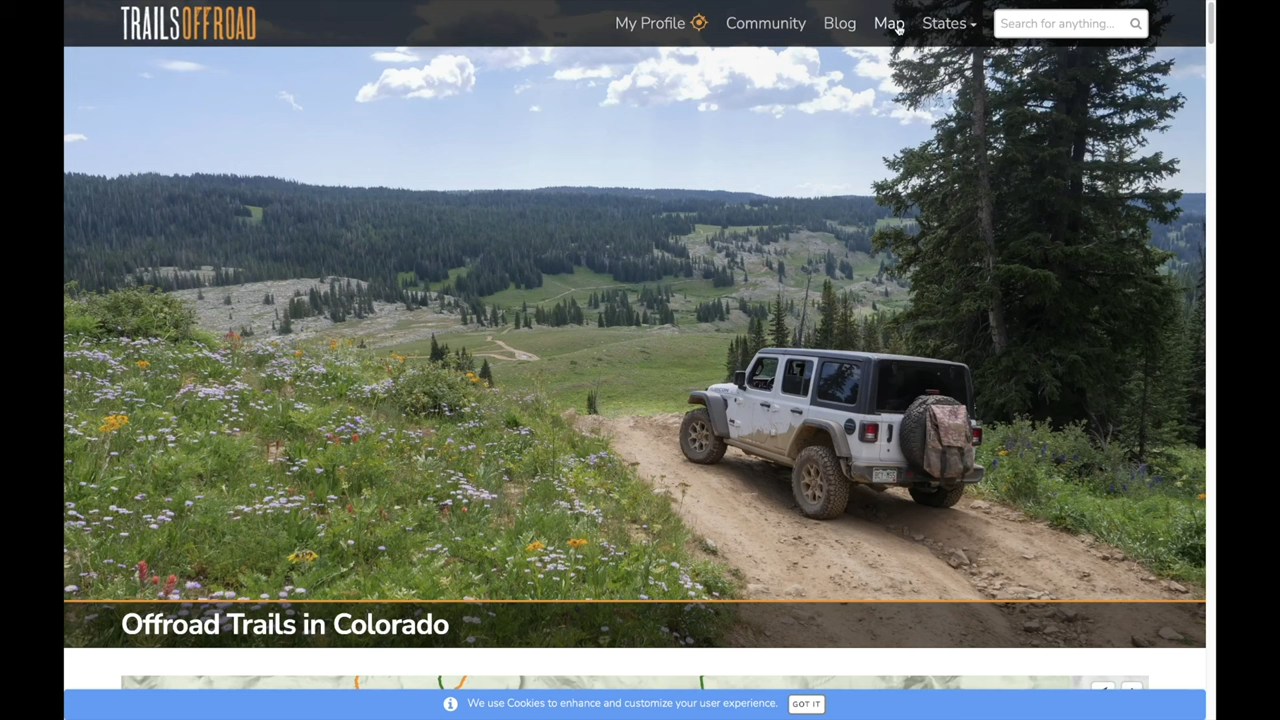 TRAILSOFFROAD
My Profile
Community
Blog
Map
States
Search for anything...
Offroad Trails in Colorado
We use Cookies to enhance and customize your user experience.
GOT IT